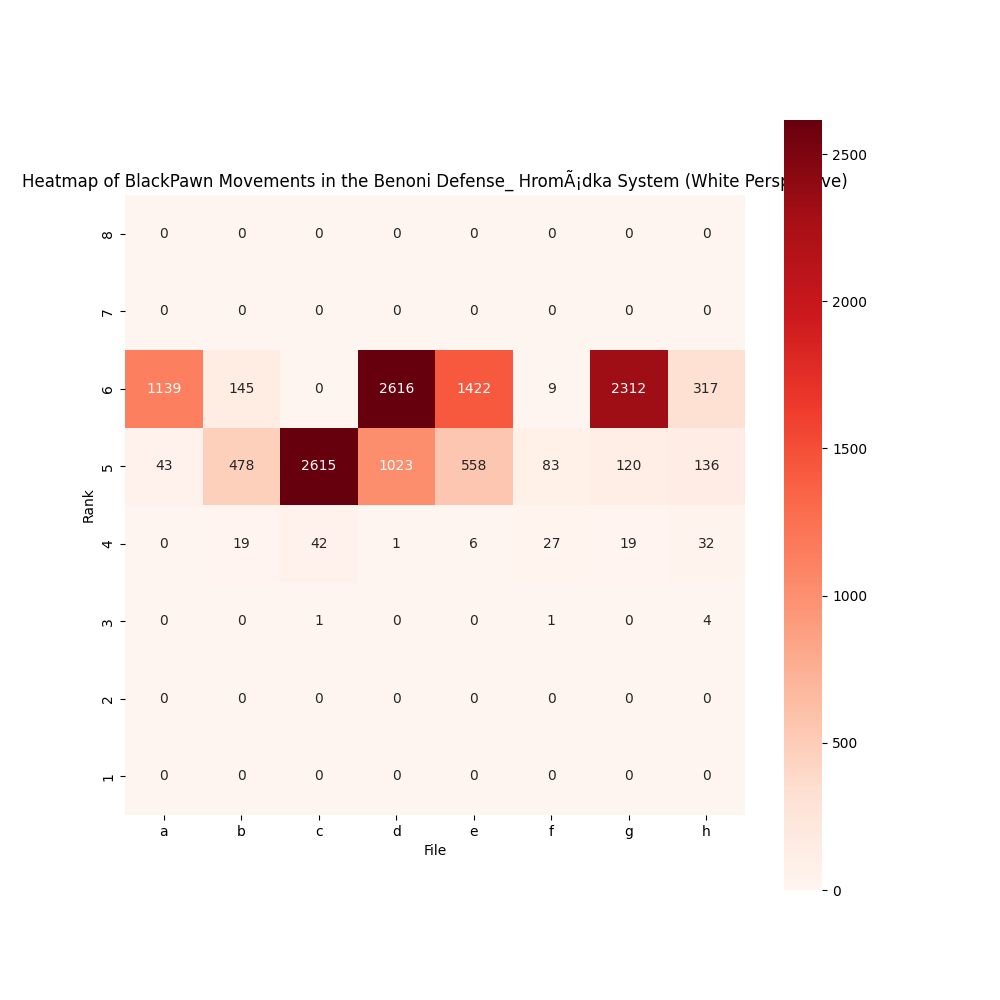 Heatmap of BlackPawn Movements in the Benoni Defense_ HromÃ¡dka System (White Persp ve)
8 0 0 0 0 0 0 0 0
7 0 0 0 0 0 0 0 0
6 1139 145 0 2616 1422 9 2312 317
5 43 478 2615 1023 558 83 120 136
4 0 19 42 1 6 27 19 32
3 0 0 1 0 0 1 0 4
2 0 0 0 0 0 0 0 0
1 0 0 0 0 0 0 0 0
a b c d e f g h
File
Rank
2500
2000
1500
1000
500
0